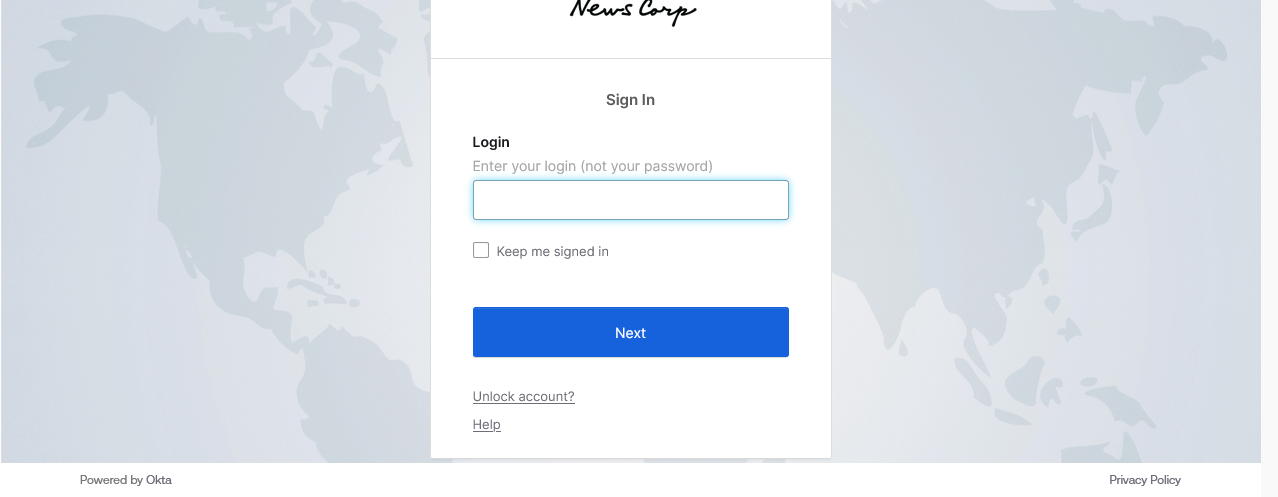 News Corp
Sign In
Login
Enter your login (not your password)
Keep me signed in
Next
Unlock account?
Help
Powered by Okta
Privacy Policy